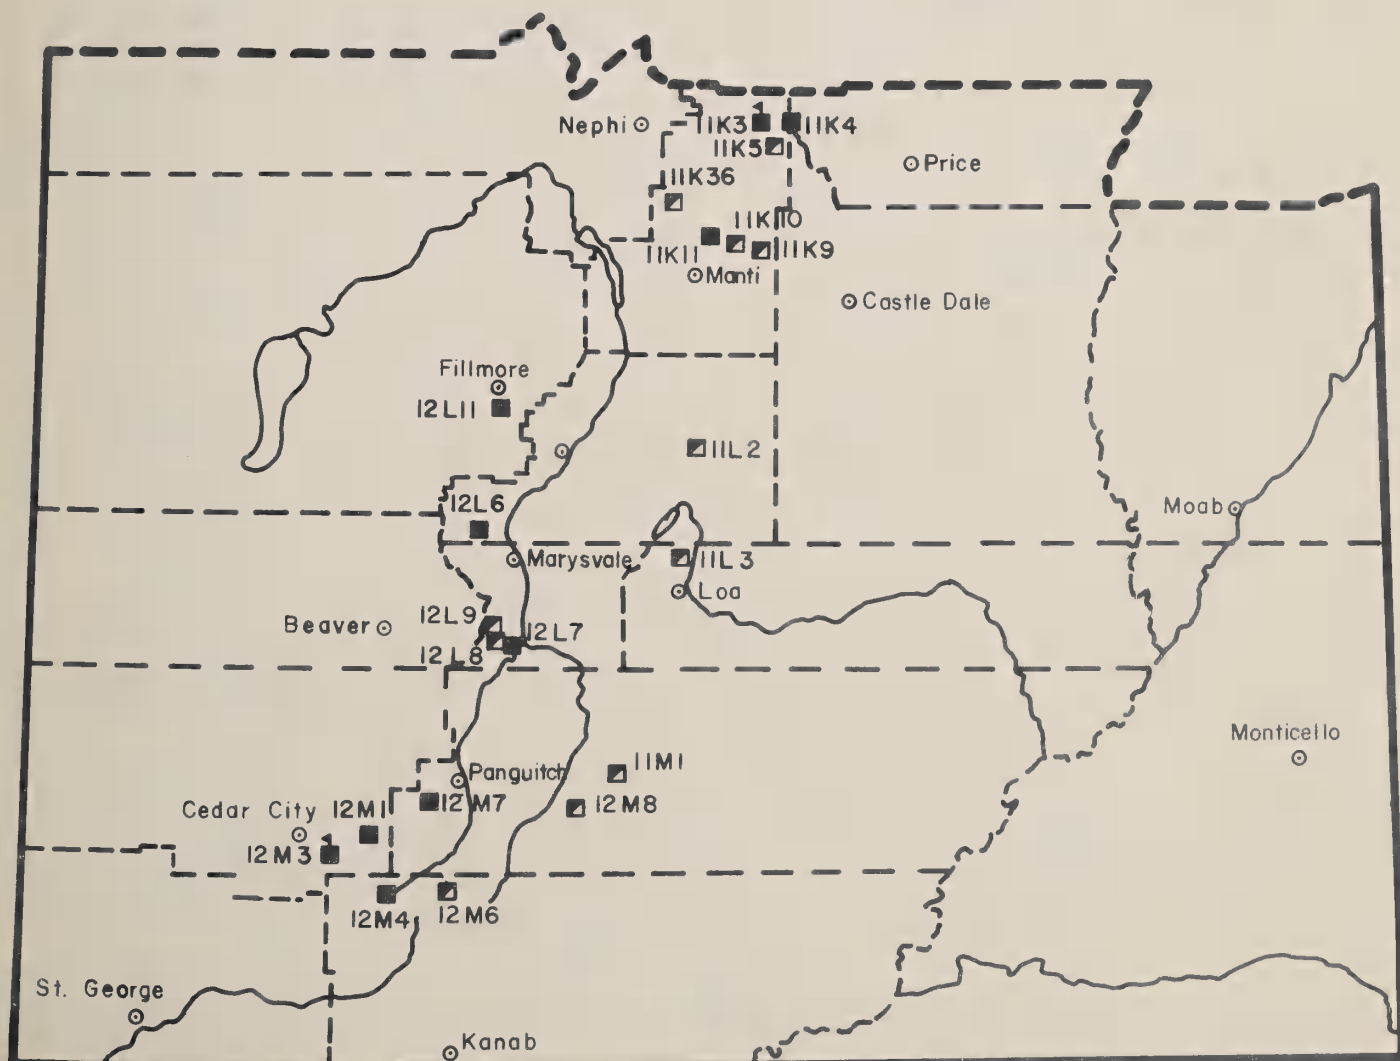 Nephi
11K3
11K4
11K5
Price
11K36
11K10
11K11
11K9
Manti
Castle Dale
Fillmore
12L11
11L2
12L6
Moab
Marysvale
11L3
Loa
12L9
Beaver
12L7
12L8
Monticello
11M1
Panguitch
12M7
12M8
Cedar City
12M1
12M3
12M4
12M6
St. George
Kanab